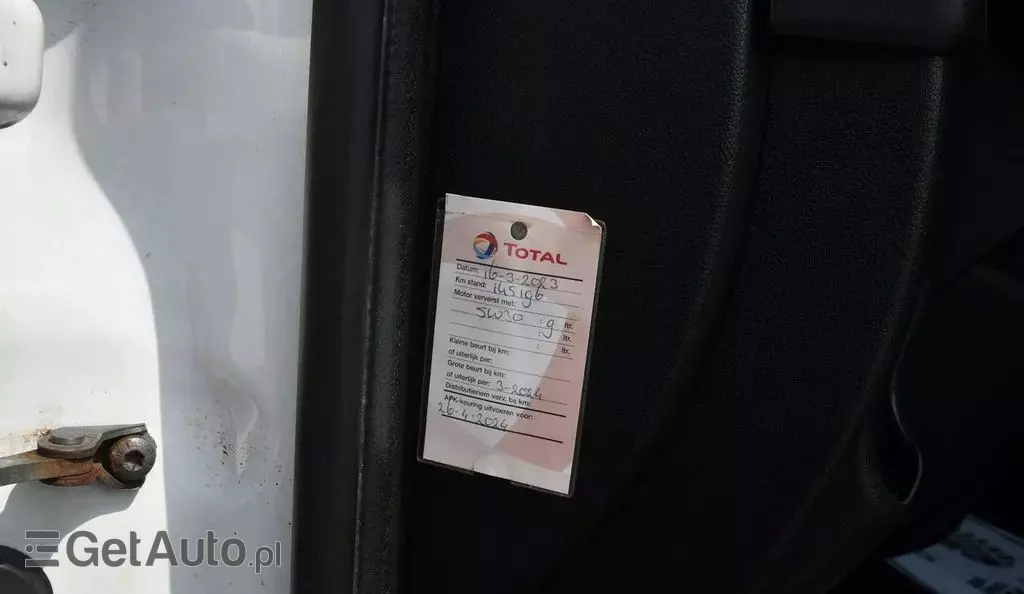 TOTAL
Datum: 16-3-2023
Km stand: 145196
Motor ververst met:
5W30 : 9 ltr.
: ltr.
: ltr.
Kleine beurt bij km:
of uiterlijk per:
Grote beurt bij km:
of uiterlijk per: 3-2024
Distributieriem verv. bij km:
APK-keuring uitvoeren voor:
26-4-2024
GetAuto.pl